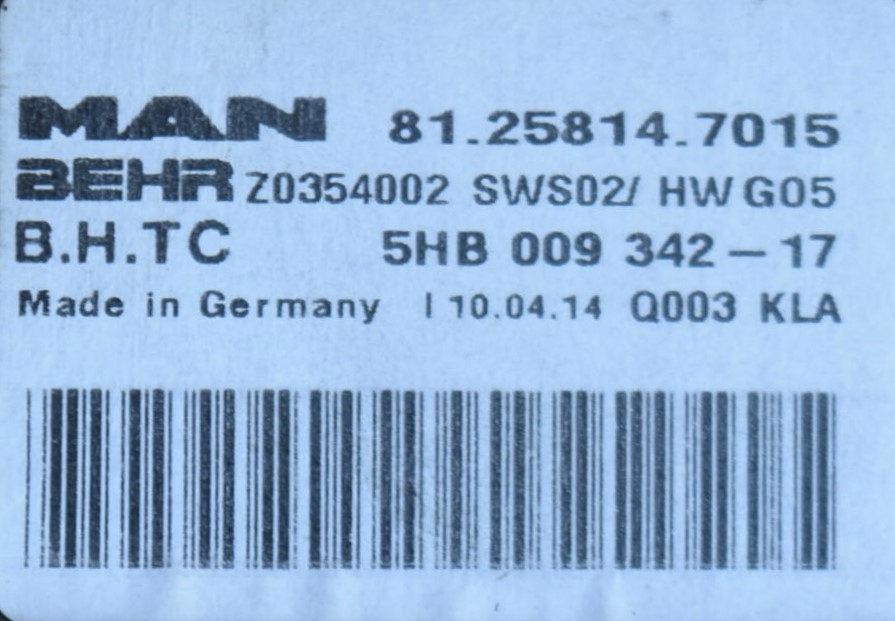 MAN 81.25814.7015
BEHR Z0354002 SWS02/ HW G05
B.H.TC 5HB 009 342-17
Made in Germany | 10.04.14 Q003 KLA